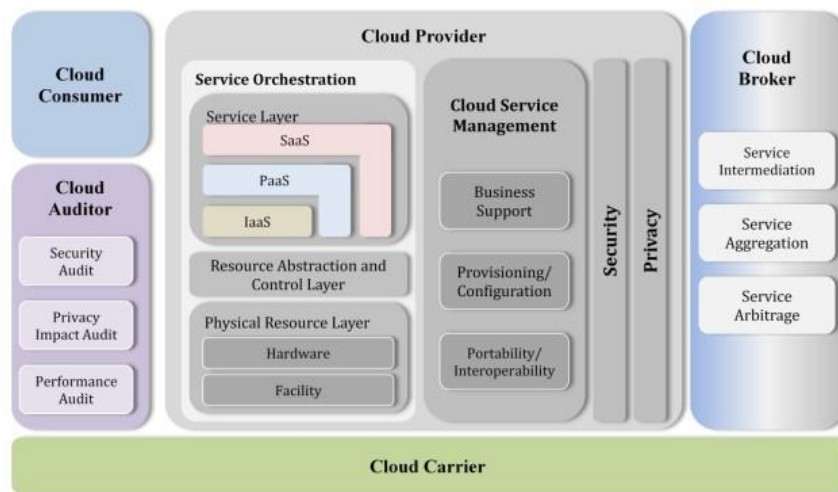 Cloud
Consumer
Cloud
Auditor
Security
Audit
Privacy
Impact Audit
Performance
Audit
Cloud Provider
Service Orchestration
Service Layer
SaaS
PaaS
IaaS
Resource Abstraction and
Control Layer
Physical Resource Layer
Hardware
Facility
Cloud Service
Management
Business
Support
Provisioning/
Configuration
Portability/
Interoperability
Security
Privacy
Cloud
Broker
Service
Intermediation
Service
Aggregation
Service
Arbitrage
Cloud Carrier